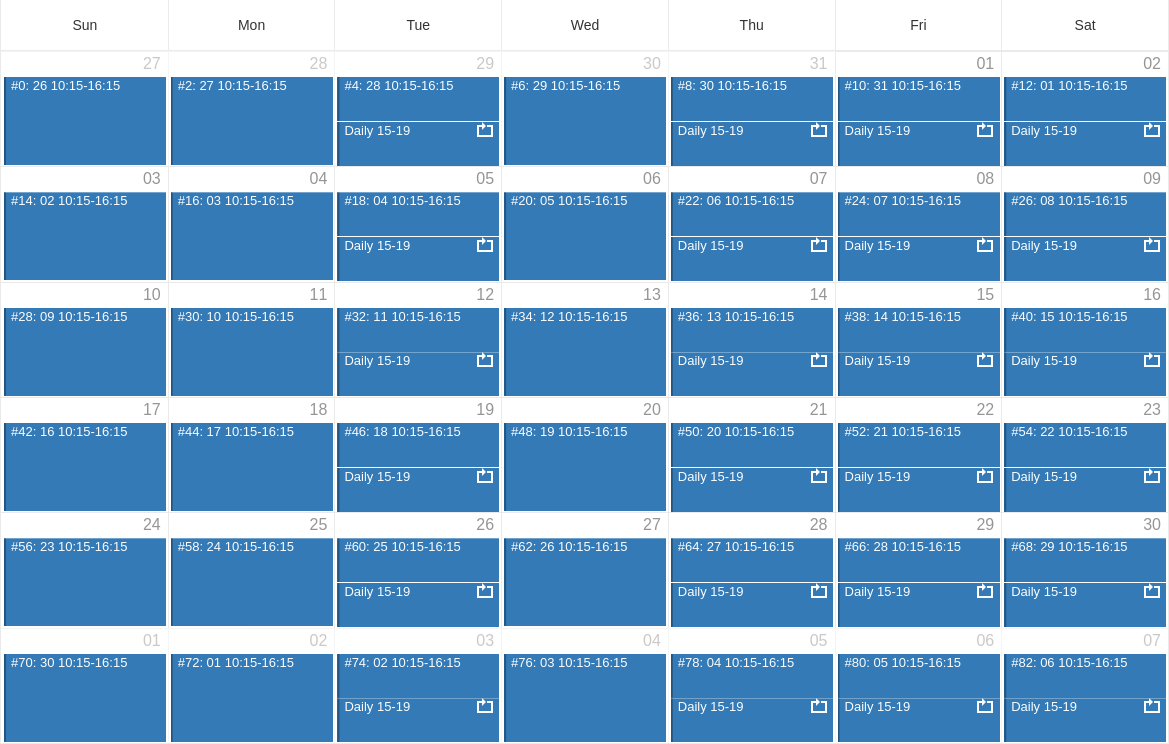 Sun Mon Tue Wed Thu Fri Sat
27 28 29 30 31 01 02
#0: 26 10:15-16:15 #2: 27 10:15-16:15 #4: 28 10:15-16:15 #6: 29 10:15-16:15 #8: 30 10:15-16:15 #10: 31 10:15-16:15 #12: 01 10:15-16:15
Daily 15-19 Daily 15-19 Daily 15-19 Daily 15-19
03 04 05 06 07 08 09
#14: 02 10:15-16:15 #16: 03 10:15-16:15 #18: 04 10:15-16:15 #20: 05 10:15-16:15 #22: 06 10:15-16:15 #24: 07 10:15-16:15 #26: 08 10:15-16:15
Daily 15-19 Daily 15-19 Daily 15-19 Daily 15-19
10 11 12 13 14 15 16
#28: 09 10:15-16:15 #30: 10 10:15-16:15 #32: 11 10:15-16:15 #34: 12 10:15-16:15 #36: 13 10:15-16:15 #38: 14 10:15-16:15 #40: 15 10:15-16:15
Daily 15-19 Daily 15-19 Daily 15-19 Daily 15-19
17 18 19 20 21 22 23
#42: 16 10:15-16:15 #44: 17 10:15-16:15 #46: 18 10:15-16:15 #48: 19 10:15-16:15 #50: 20 10:15-16:15 #52: 21 10:15-16:15 #54: 22 10:15-16:15
Daily 15-19 Daily 15-19 Daily 15-19 Daily 15-19
24 25 26 27 28 29 30
#56: 23 10:15-16:15 #58: 24 10:15-16:15 #60: 25 10:15-16:15 #62: 26 10:15-16:15 #64: 27 10:15-16:15 #66: 28 10:15-16:15 #68: 29 10:15-16:15
Daily 15-19 Daily 15-19 Daily 15-19 Daily 15-19
01 02 03 04 05 06 07
#70: 30 10:15-16:15 #72: 01 10:15-16:15 #74: 02 10:15-16:15 #76: 03 10:15-16:15 #78: 04 10:15-16:15 #80: 05 10:15-16:15 #82: 06 10:15-16:15
Daily 15-19 Daily 15-19 Daily 15-19 Daily 15-19